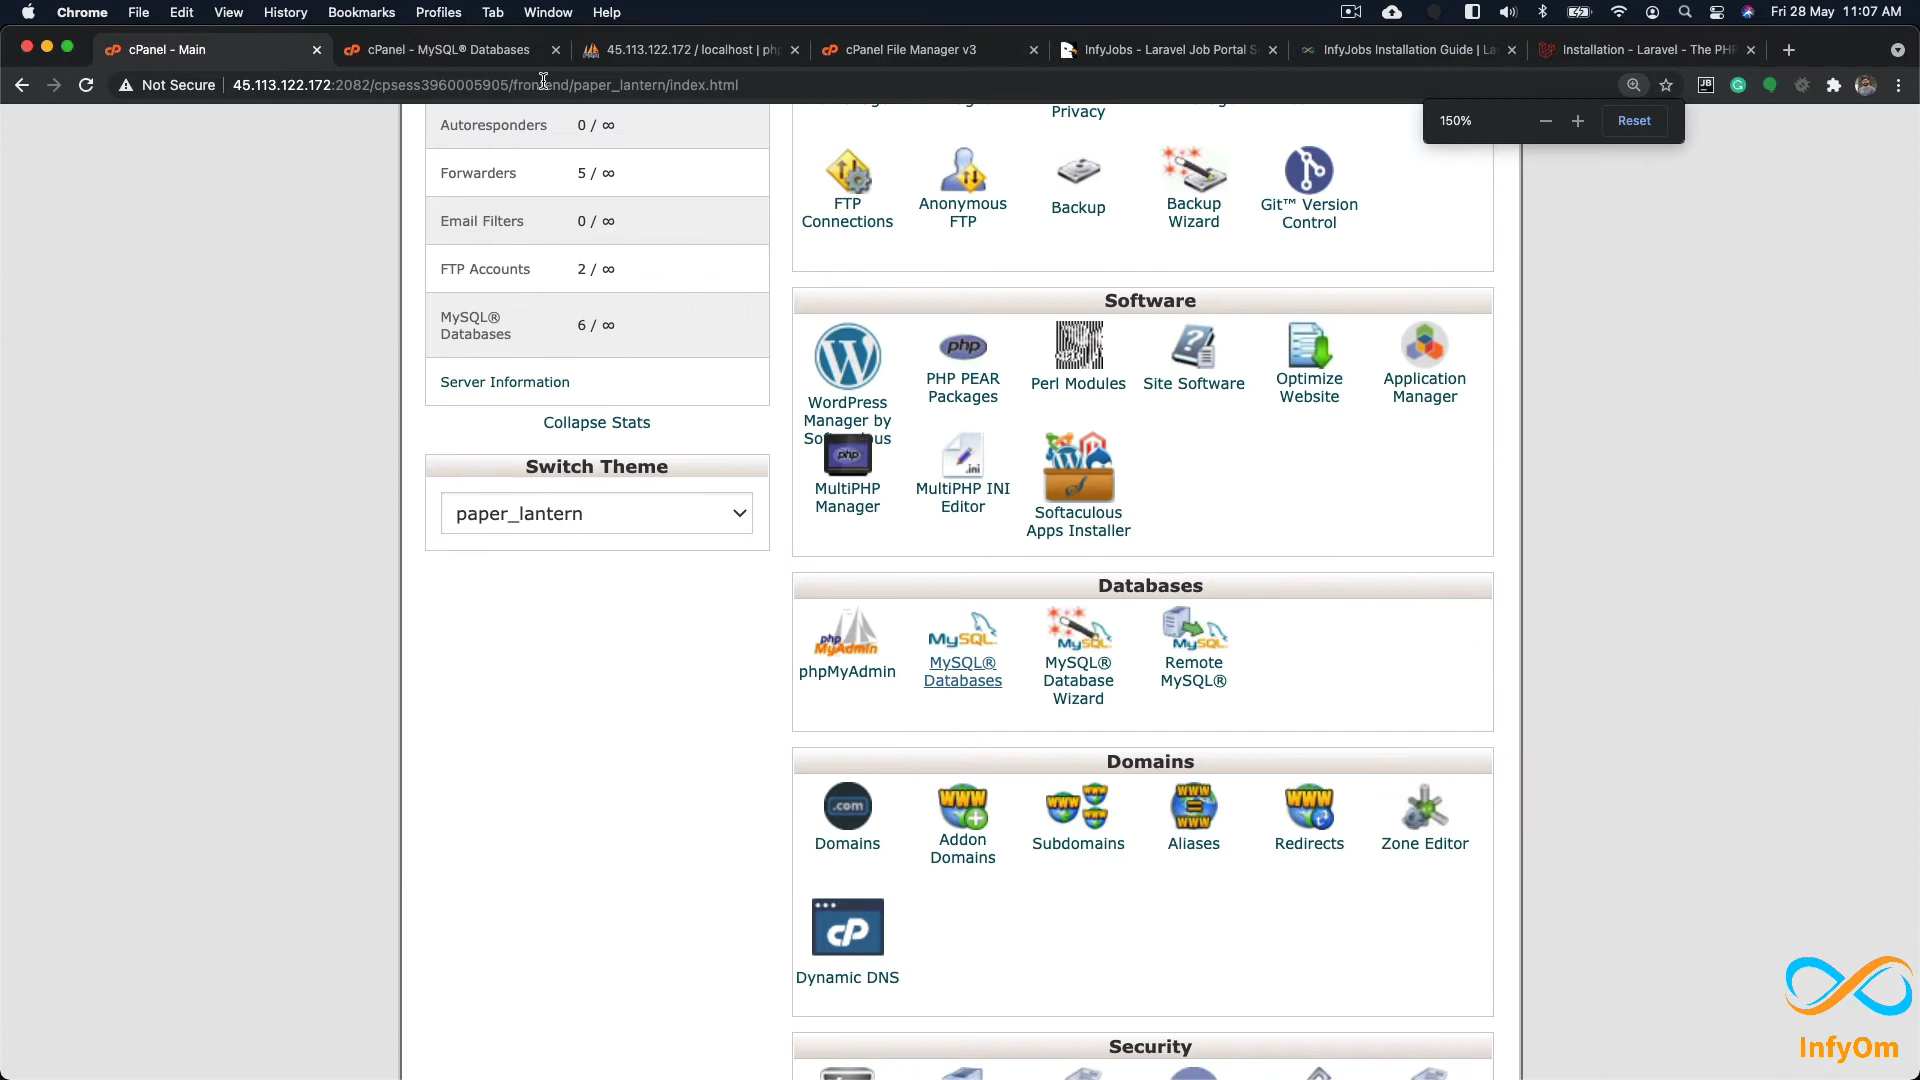 Chrome File Edit View History Bookmarks Profiles Tab Window Help Fri 28 May 11:07 AM
cPanel - Main cPanel - MySQL® Databases 45.113.122.172 / localhost | ph cPanel File Manager v3 InfyJobs - Laravel Job Portal S InfyJobs Installation Guide | La Installation - Laravel - The PH
Not Secure 45.113.122.172:2082/cpsess3960005905/frontend/paper_lantern/index.html
150% Reset
Autoresponders 0 / ∞
Forwarders 5 / ∞
Email Filters 0 / ∞
FTP Accounts 2 / ∞
MySQL®
Databases 6 / ∞
Server Information
Collapse Stats
Switch Theme
paper_lantern
Privacy
FTP
Connections
Anonymous
FTP
Backup
Backup
Wizard
Git™ Version
Control
Software
WordPress
Manager by
PHP PEAR
Packages
Perl Modules
Site Software
Optimize
Website
Application
Manager
MultiPHP
Manager
MultiPHP INI
Editor
Softaculous
Apps Installer
Databases
phpMyAdmin
MySQL®
Databases
MySQL®
Database
Wizard
Remote
MySQL®
Domains
Domains
Addon
Domains
Subdomains
Aliases
Redirects
Zone Editor
Dynamic DNS
Security
InfyOm